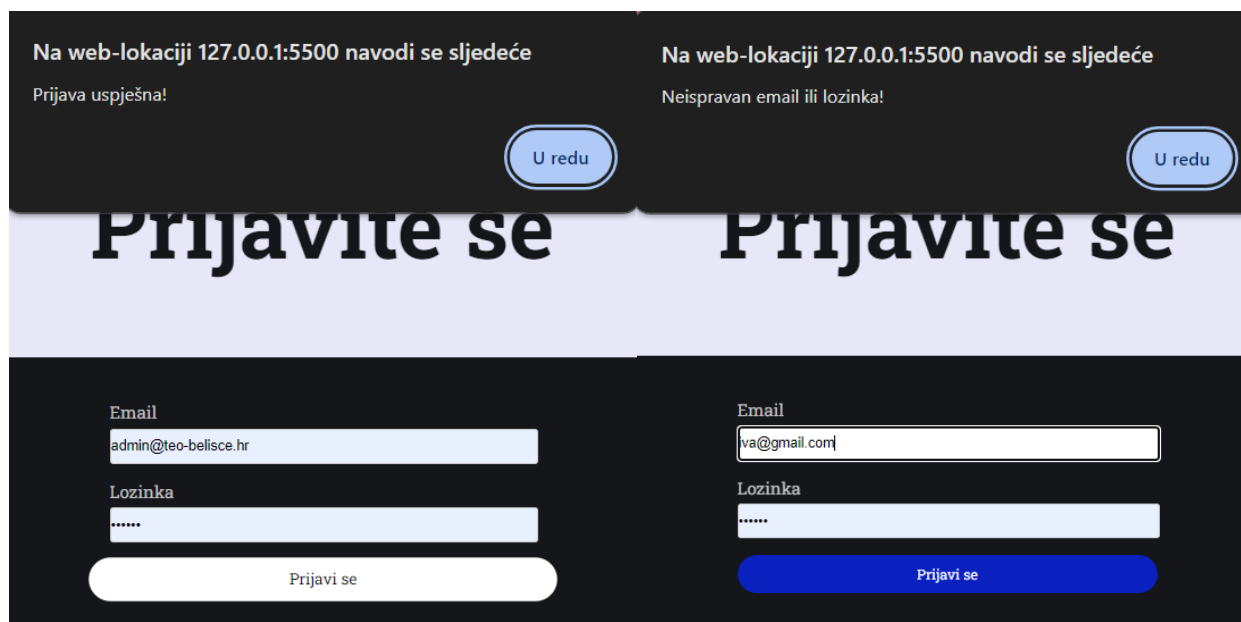 Na web-lokaciji 127.0.0.1:5500 navodi se sljedeće
Prijava uspješna!
U redu
Prijavite se
Email
admin@teo-belisce.hr
Lozinka
••••••
Prijavi se
Na web-lokaciji 127.0.0.1:5500 navodi se sljedeće
Neispravan email ili lozinka!
U redu
Prijavite se
Email
iva@gmail.com
Lozinka
••••••
Prijavi se